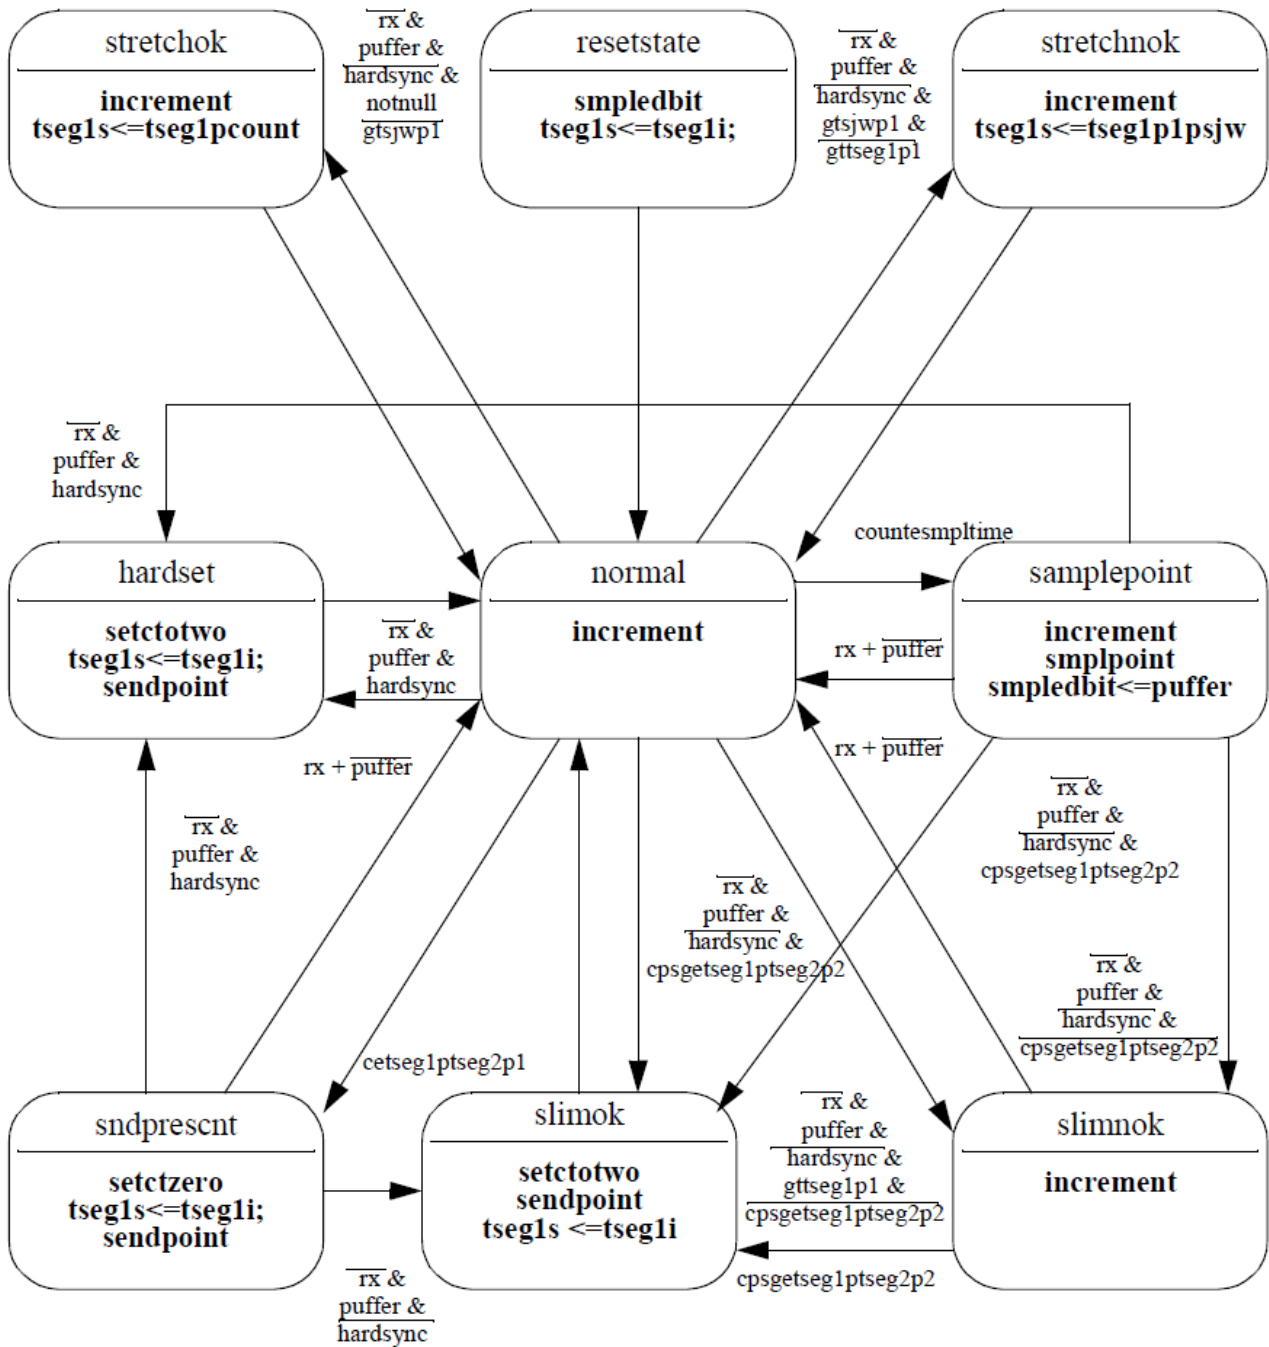 stretchok
increment
tseg1s<=tseg1pcount
rx &
puffer &
hardsync &
notnull
gtsjwp1
resetstate
smpledbit
tseg1s<=tseg1i;
rx &
puffer &
hardsync &
gtsjwp1 &
gttseg1p1
stretchnok
increment
tseg1s<=tseg1p1psjw
rx &
puffer &
hardsync
hardset
setctotwo
tseg1s<=tseg1i;
sendpoint
rx &
puffer &
hardsync
normal
increment
countesmpltime
rx + puffer
samplepoint
increment
smplpoint
smpledbit<=puffer
rx + puffer
rx + puffer
rx &
puffer &
hardsync
rx &
puffer &
hardsync &
cpsgetseg1ptseg2p2
rx &
puffer &
hardsync &
cpsgetseg1ptseg2p2
rx &
puffer &
hardsync &
cpsgetseg1ptseg2p2
cetseg1ptseg2p1
sndprescnt
setctzero
tseg1s<=tseg1i;
sendpoint
slimok
setctotwo
sendpoint
tseg1s <=tseg1i
rx &
puffer &
hardsync &
gttseg1p1 &
cpsgetseg1ptseg2p2
cpsgetseg1ptseg2p2
slimnok
increment
rx &
puffer &
hardsync